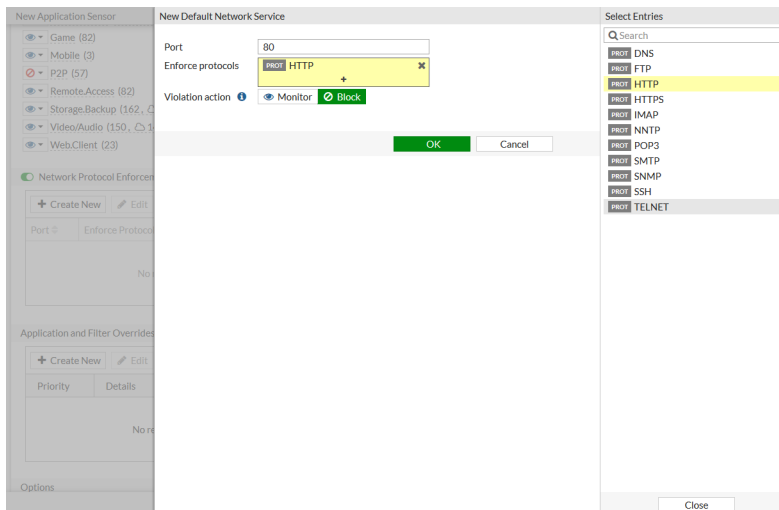 New Application Sensor
Game (82)
Mobile (3)
P2P (57)
Remote.Access (82)
Storage.Backup (162,
Video/Audio (150, 1
Web.Client (23)
Network Protocol Enforcem
Create New Edit
Port Enforce Protocol
No
Application and Filter Overrides
Create New Edit
Priority Details
No re
Options
New Default Network Service
Port 80
Enforce protocols PROT HTTP
+
Violation action Monitor Block
OK Cancel
Select Entries
Search
PROT DNS
PROT FTP
PROT HTTP
PROT HTTPS
PROT IMAP
PROT NNTP
PROT POP3
PROT SMTP
PROT SNMP
PROT SSH
PROT TELNET
Close